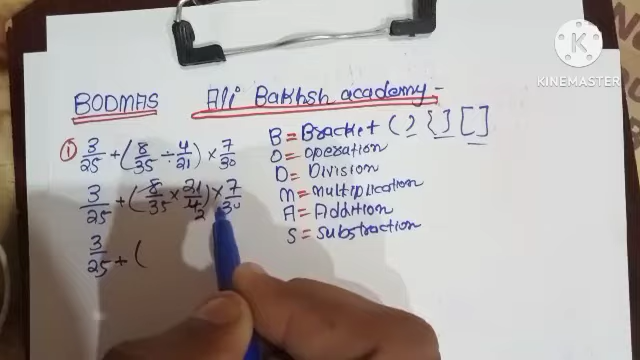 KINEMASTER
BODMAS Ali Bakhsh academy-
① 3/25 + (8/35 ÷ 4/21) × 7/30
3/25 + (8/35 × 21/4 2) × 7/30
3/25 + (
B = Bracket ( ) { } [ ]
O = operation
D = Division
M = multiplication
A = Addition
S = substraction